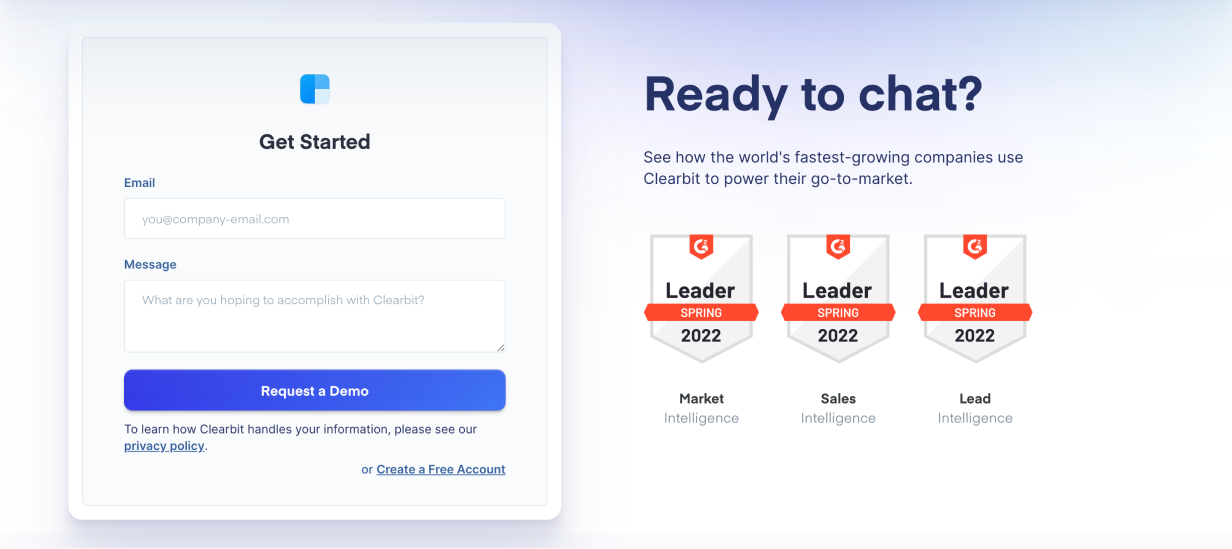 Get Started
Email
you@company-email.com
Message
What are you hoping to accomplish with Clearbit?
Request a Demo
To learn how Clearbit handles your information, please see our
privacy policy.
or Create a Free Account
Ready to chat?
See how the world's fastest-growing companies use
Clearbit to power their go-to-market.
G2
Leader
SPRING
2022
Market
Intelligence
G2
Leader
SPRING
2022
Sales
Intelligence
G2
Leader
SPRING
2022
Lead
Intelligence